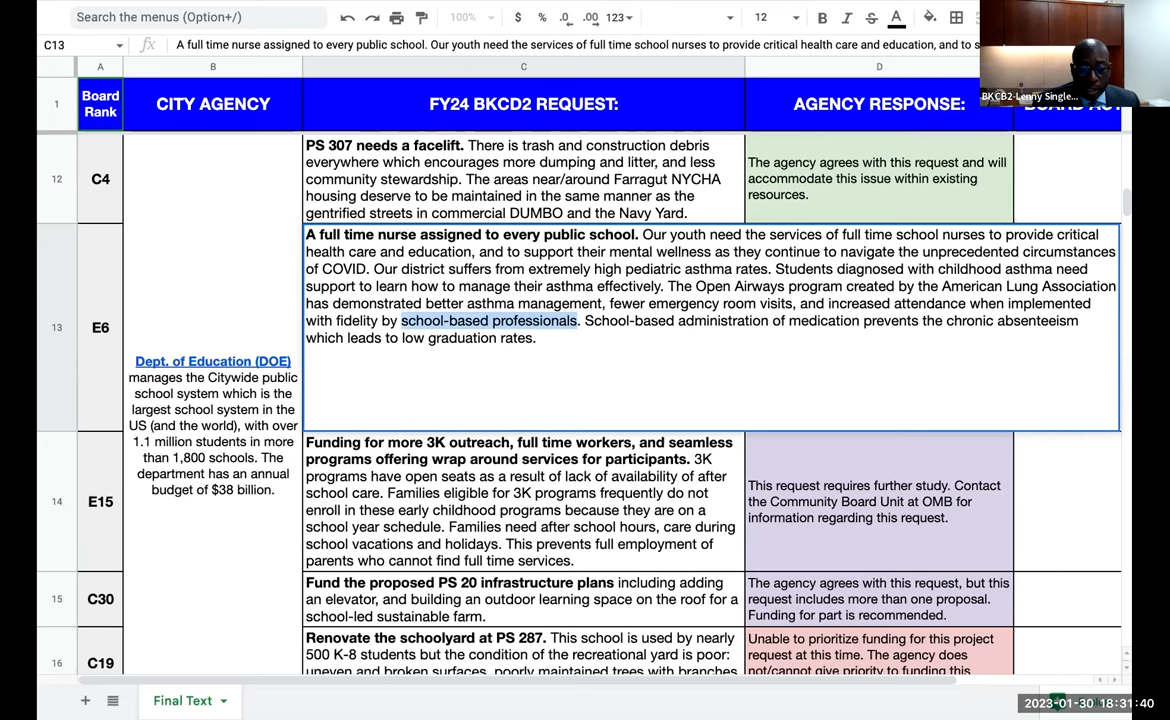 Search the menus (Option+/)
100%
$ % .0 .00 123
12
B I S A
C13
fx
A full time nurse assigned to every public school. Our youth need the services of full time school nurses to provide critical health care and education, and to s
BKCB2-Lenny Single...
A B C D
1
Board Rank
CITY AGENCY
FY24 BKCD2 REQUEST:
AGENCY RESPONSE:
12
C4
PS 307 needs a facelift. There is trash and construction debris
everywhere which encourages more dumping and litter, and less
community stewardship. The areas near/around Farragut NYCHA
housing deserve to be maintained in the same manner as the
gentrified streets in commercial DUMBO and the Navy Yard.
The agency agrees with this request and will
accommodate this issue within existing
resources.
13
E6
A full time nurse assigned to every public school. Our youth need the services of full time school nurses to provide critical
health care and education, and to support their mental wellness as they continue to navigate the unprecedented circumstances
of COVID. Our district suffers from extremely high pediatric asthma rates. Students diagnosed with childhood asthma need
support to learn how to manage their asthma effectively. The Open Airways program created by the American Lung Association
has demonstrated better asthma management, fewer emergency room visits, and increased attendance when implemented
with fidelity by school-based professionals. School-based administration of medication prevents the chronic absenteeism
which leads to low graduation rates.
Dept. of Education (DOE)
manages the Citywide public
school system which is the
largest school system in the
US (and the world), with over
1.1 million students in more
than 1,800 schools. The
department has an annual
budget of $38 billion.
14
E15
Funding for more 3K outreach, full time workers, and seamless
programs offering wrap around services for participants. 3K
programs have open seats as a result of lack of availability of after
school care. Families eligible for 3K programs frequently do not
enroll in these early childhood programs because they are on a
school year schedule. Families need after school hours, care during
school vacations and holidays. This prevents full employment of
parents who cannot find full time services.
This request requires further study. Contact
the Community Board Unit at OMB for
information regarding this request.
15
C30
Fund the proposed PS 20 infrastructure plans including adding
an elevator, and building an outdoor learning space on the roof for a
school-led sustainable farm.
The agency agrees with this request, but this
request includes more than one proposal.
Funding for part is recommended.
16
C19
Renovate the schoolyard at PS 287. This school is used by nearly
500 K-8 students but the condition of the recreational yard is poor:
uneven and broken surfaces, poorly maintained trees with branches
Unable to prioritize funding for this project
request at this time. The agency does
not/cannot give priority to funding this
Final Text
2023-01-30 18:31:40